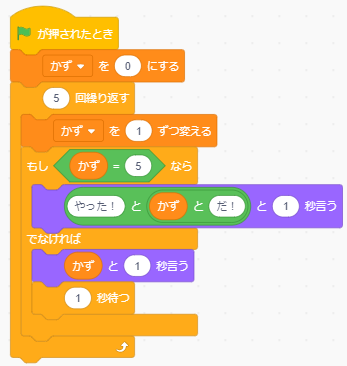 が押されたとき
かず を 0 にする
5 回繰り返す
かず を 1 ずつ変える
もし かず = 5 なら
やった！ と かず と だ！ と 1 秒言う
でなければ
かず と 1 秒言う
1 秒待つ